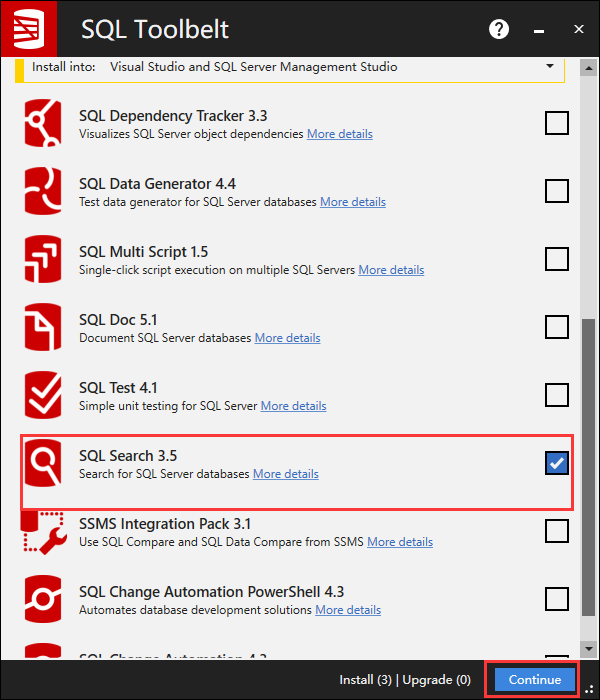 SQL Toolbelt
Install into: Visual Studio and SQL Server Management Studio
SQL Dependency Tracker 3.3
Visualizes SQL Server object dependencies More details
SQL Data Generator 4.4
Test data generator for SQL Server databases More details
SQL Multi Script 1.5
Single-click script execution on multiple SQL Servers More details
SQL Doc 5.1
Document SQL Server databases More details
SQL Test 4.1
Simple unit testing for SQL Server More details
SQL Search 3.5
Search for SQL Server databases More details
SSMS Integration Pack 3.1
Use SQL Compare and SQL Data Compare from SSMS More details
SQL Change Automation PowerShell 4.3
Automates database development solutions More details
SQL Change Automation 4.3
Install (3) | Upgrade (0)
Continue